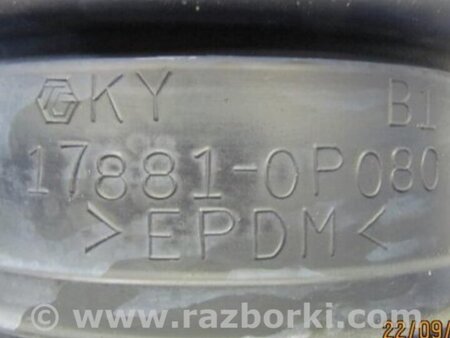 KY B1
17881-0P080
>EPDM<
© www.razborki.com
22/09/